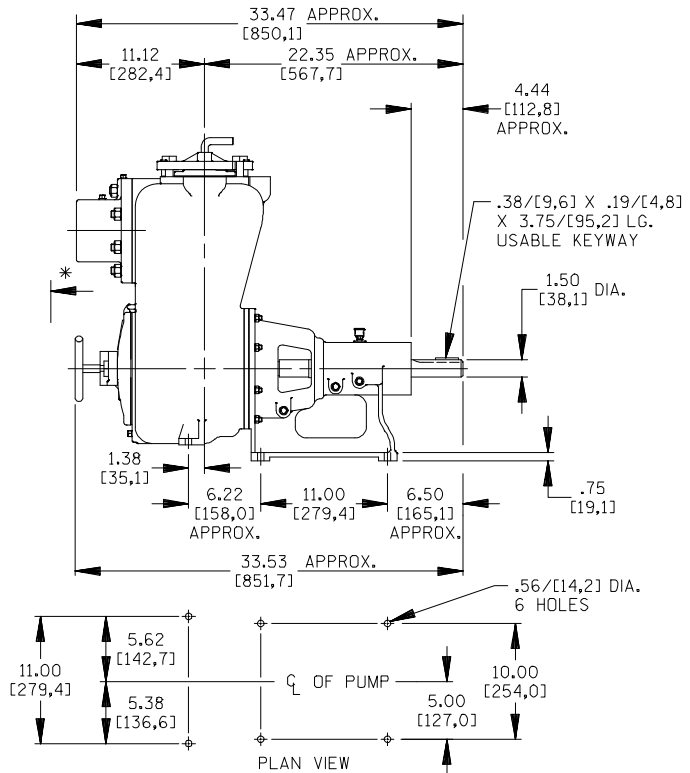 33.47 APPROX.
[850,1]
11.12
[282,4]
22.35 APPROX.
[567,7]
4.44
[112,8]
APPROX.
.38/[9,6] X .19/[4,8]
X 3.75/[95,2] LG.
USABLE KEYWAY
*
1.50
[38,1] DIA.
1.38
[35,1]
6.22
[158,0]
APPROX.
11.00
[279,4]
6.50
[165,1]
APPROX.
.75
[19,1]
33.53 APPROX.
[851,7]
.56/[14,2] DIA.
6 HOLES
11.00
[279,4]
5.62
[142,7]
5.38
[136,6]
℄ OF PUMP
5.00
[127,0]
10.00
[254,0]
PLAN VIEW